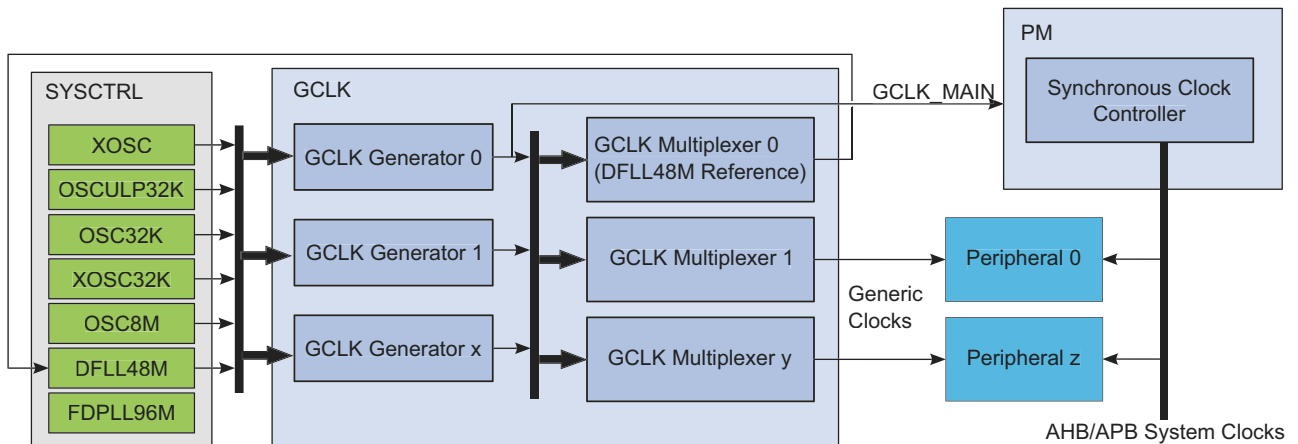 SYSCTRL
XOSC
OSCULP32K
OSC32K
XOSC32K
OSC8M
DFLL48M
FDPLL96M
GCLK
GCLK Generator 0
GCLK Generator 1
GCLK Generator x
GCLK Multiplexer 0
(DFLL48M Reference)
GCLK Multiplexer 1
GCLK Multiplexer y
GCLK_MAIN
PM
Synchronous Clock
Controller
Generic
Clocks
Peripheral 0
Peripheral z
AHB/APB System Clocks